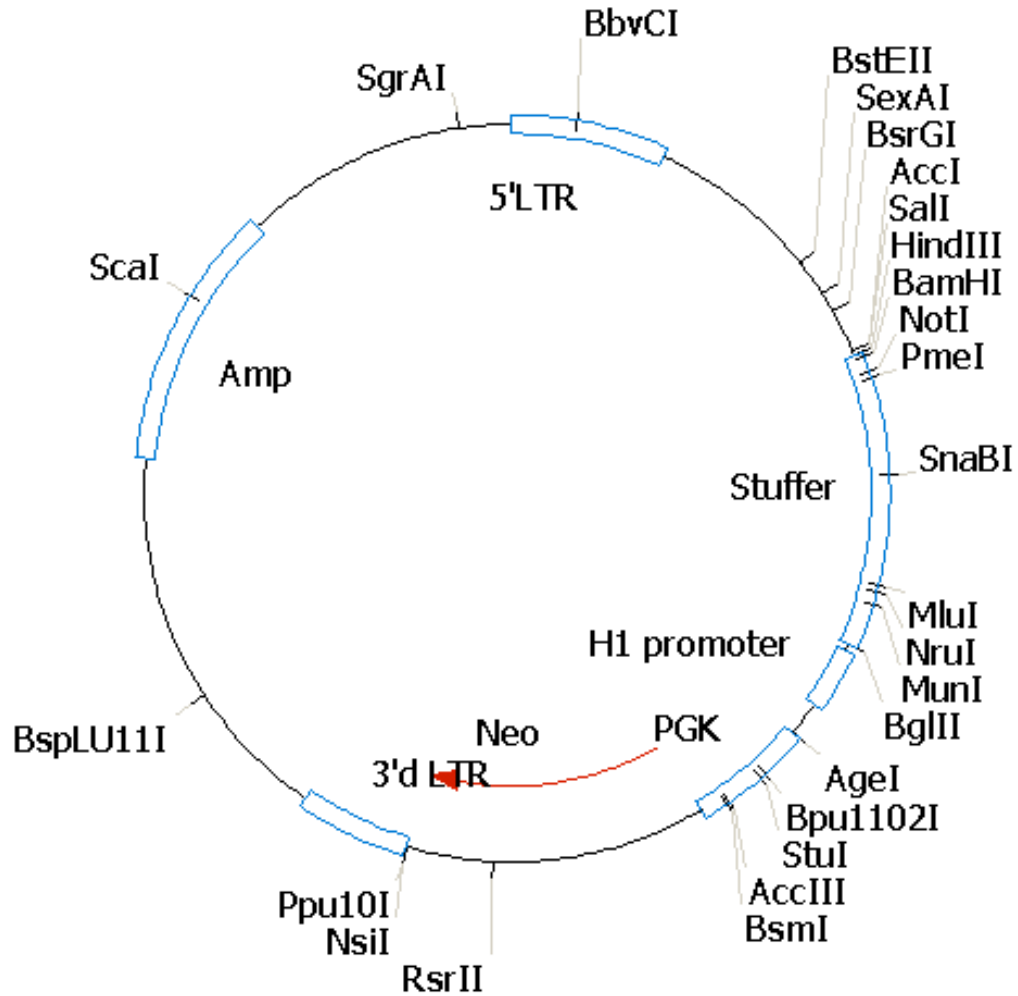 BbvCI
SgrAI
BstEII
SexAI
BsrGI
AccI
SalI
HindIII
BamHI
NotI
PmeI
5'LTR
ScaI
Amp
SnaBI
Stuffer
MluI
NruI
MunI
BglII
H1 promoter
PGK
Neo
3'd LTR
BspLU11I
AgeI
Bpu1102I
StuI
AccIII
BsmI
Ppu10I
NsiI
RsrII